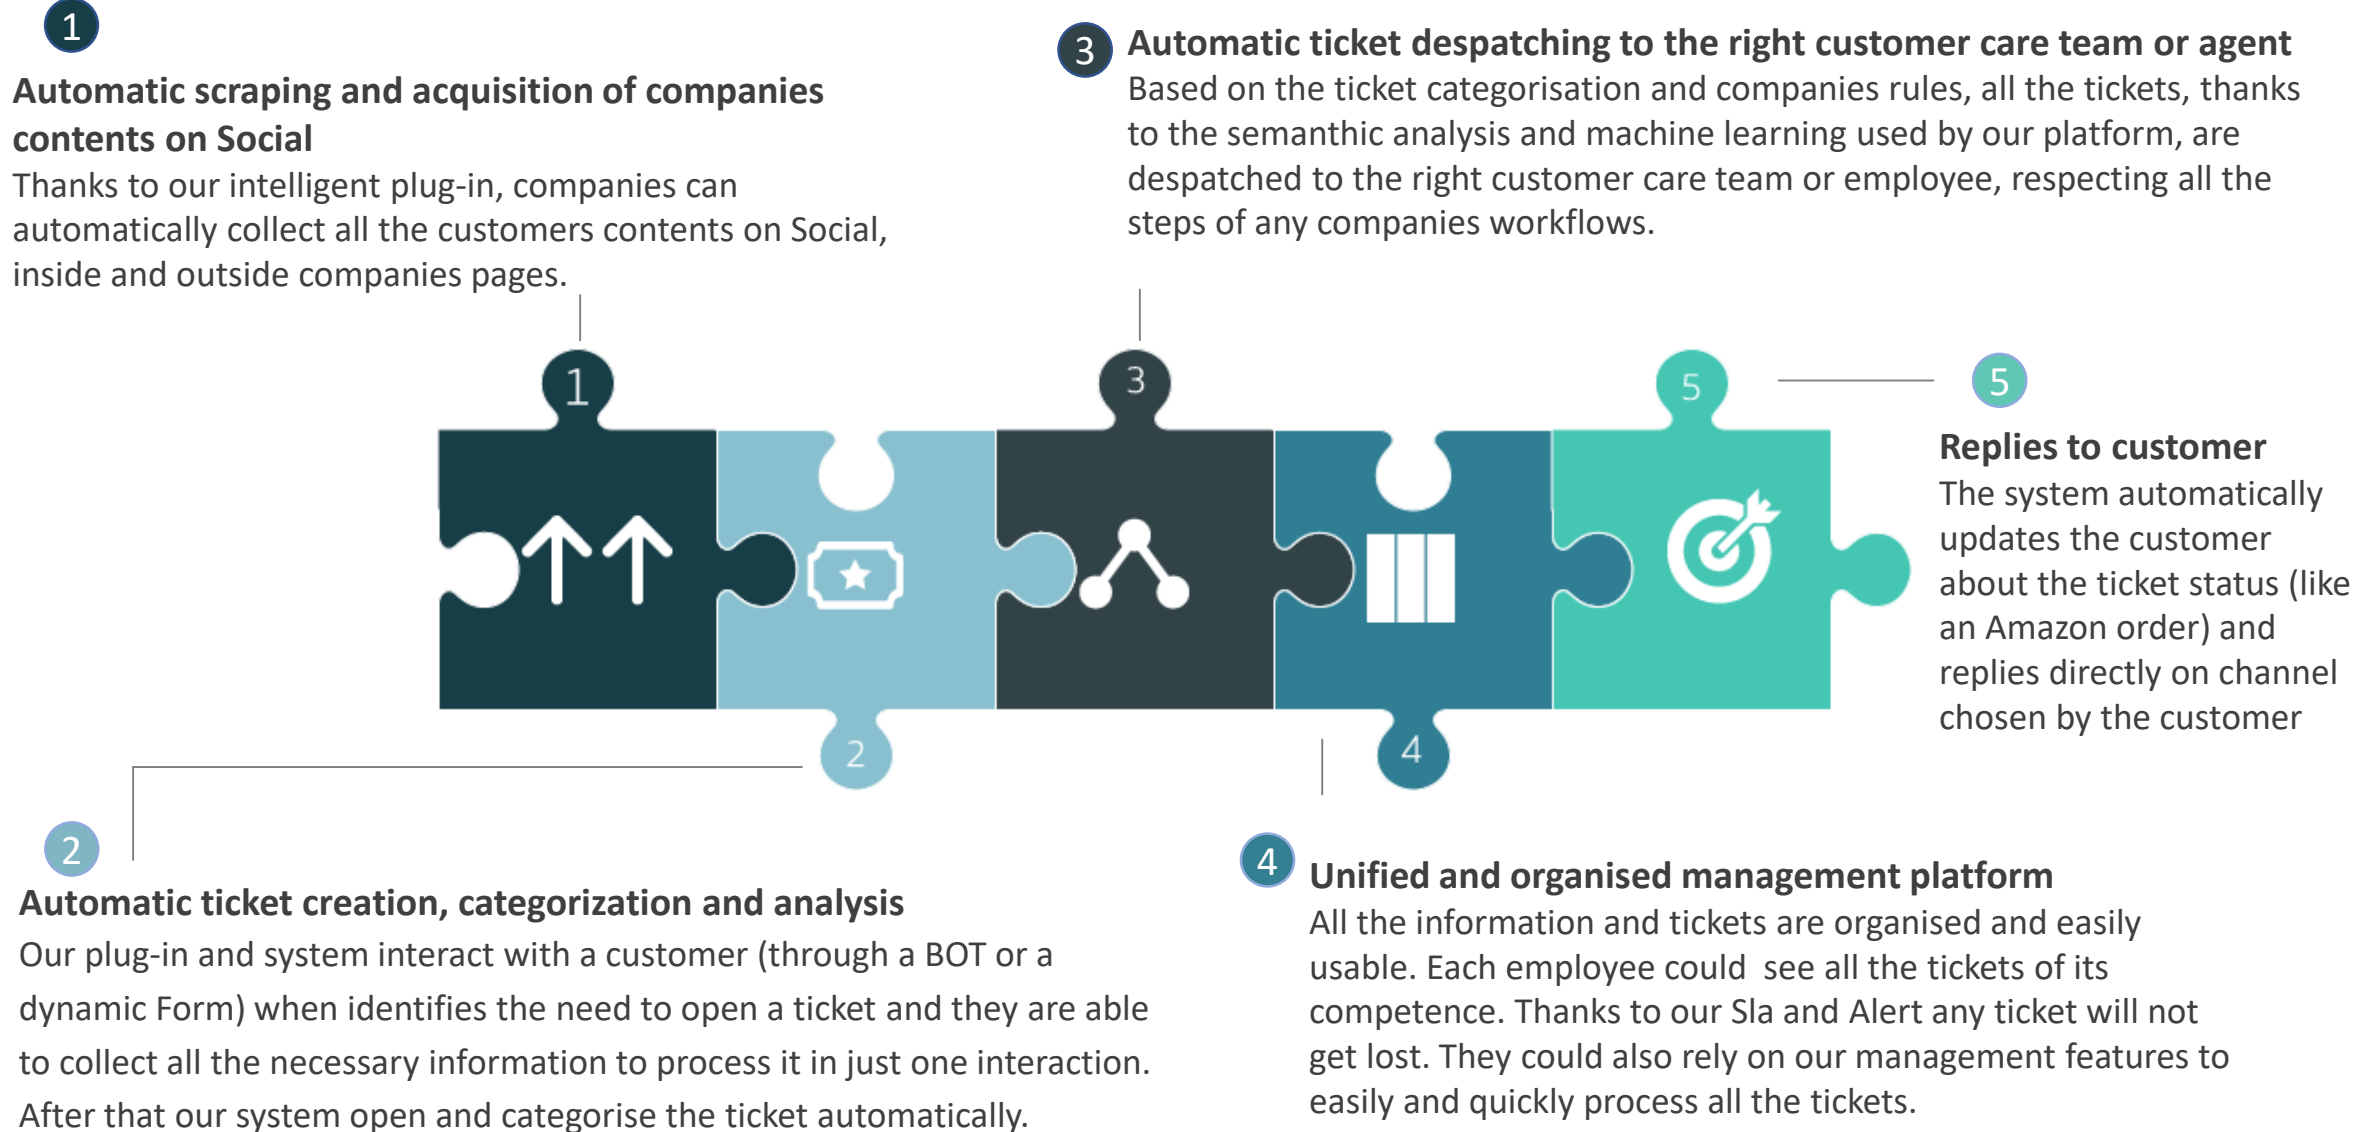 1
Automatic scraping and acquisition of companies
contents on Social
Thanks to our intelligent plug-in, companies can
automatically collect all the customers contents on Social,
inside and outside companies pages.
3
Automatic ticket despatching to the right customer care team or agent
Based on the ticket categorisation and companies rules, all the tickets, thanks
to the semanthic analysis and machine learning used by our platform, are
despatched to the right customer care team or employee, respecting all the
steps of any companies workflows.
1
3
5
5
Replies to customer
The system automatically
updates the customer
about the ticket status (like
an Amazon order) and
replies directly on channel
chosen by the customer
2
4
2
Automatic ticket creation, categorization and analysis
Our plug-in and system interact with a customer (through a BOT or a
dynamic Form) when identifies the need to open a ticket and they are able
to collect all the necessary information to process it in just one interaction.
After that our system open and categorise the ticket automatically.
4
Unified and organised management platform
All the information and tickets are organised and easily
usable. Each employee could  see all the tickets of its
competence. Thanks to our Sla and Alert any ticket will not
get lost. They could also rely on our management features to
easily and quickly process all the tickets.